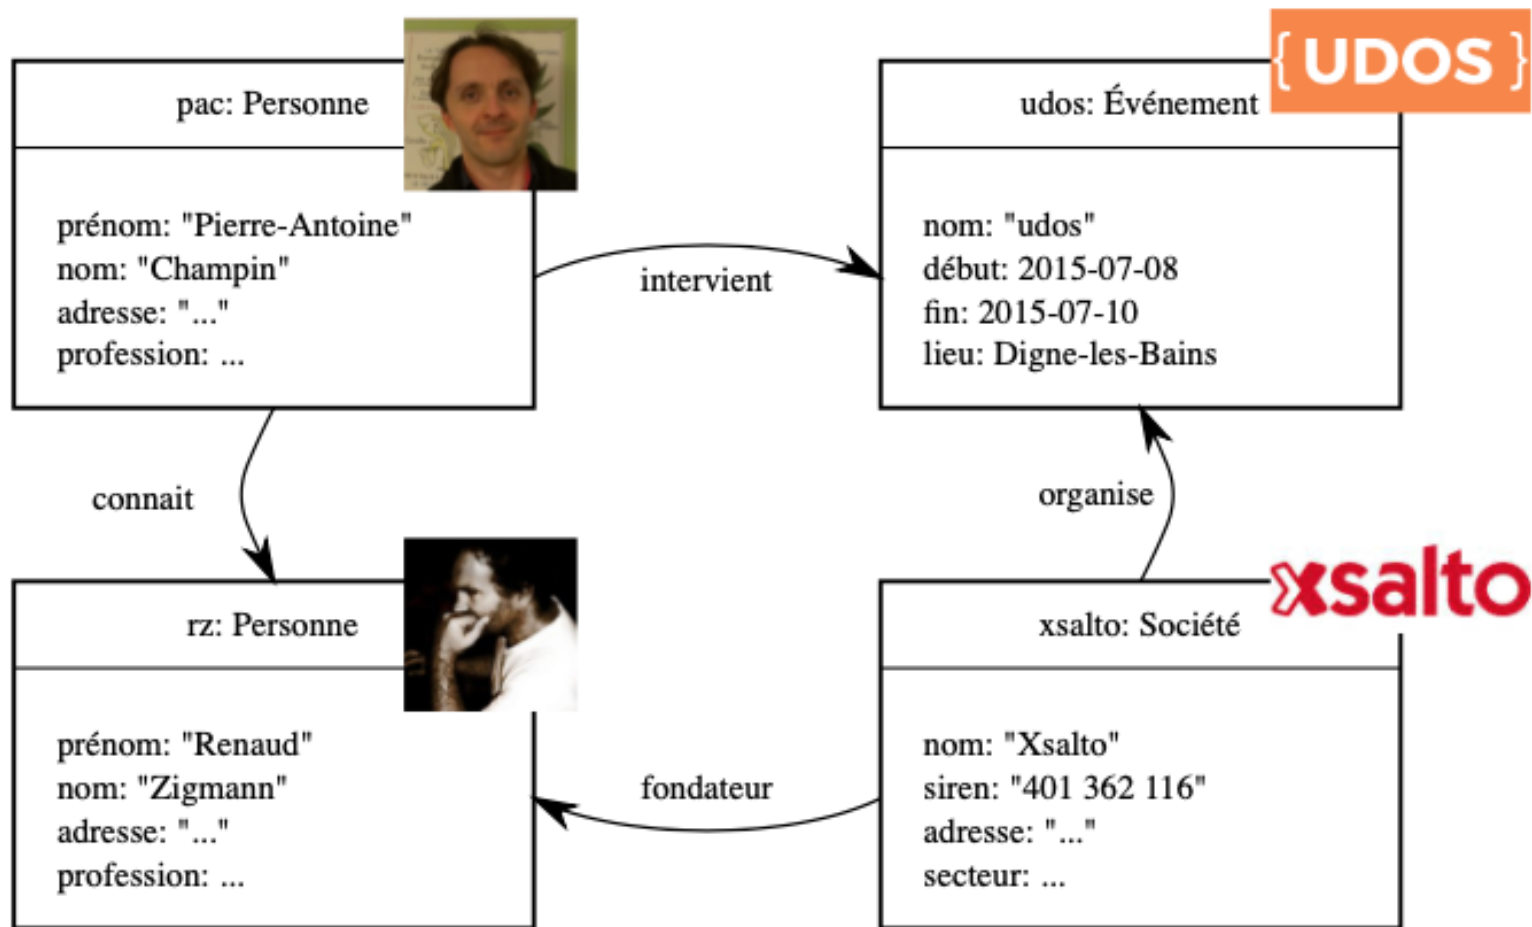 pac: Personne
prénom: "Pierre-Antoine"
nom: "Champin"
adresse: "..."
profession: ...
{ UDOS }
udos: Événement
nom: "udos"
début: 2015-07-08
fin: 2015-07-10
lieu: Digne-les-Bains
intervient
connait
organise
rz: Personne
prénom: "Renaud"
nom: "Zigmann"
adresse: "..."
profession: ...
fondateur
xsalto
xsalto: Société
nom: "Xsalto"
siren: "401 362 116"
adresse: "..."
secteur: ...